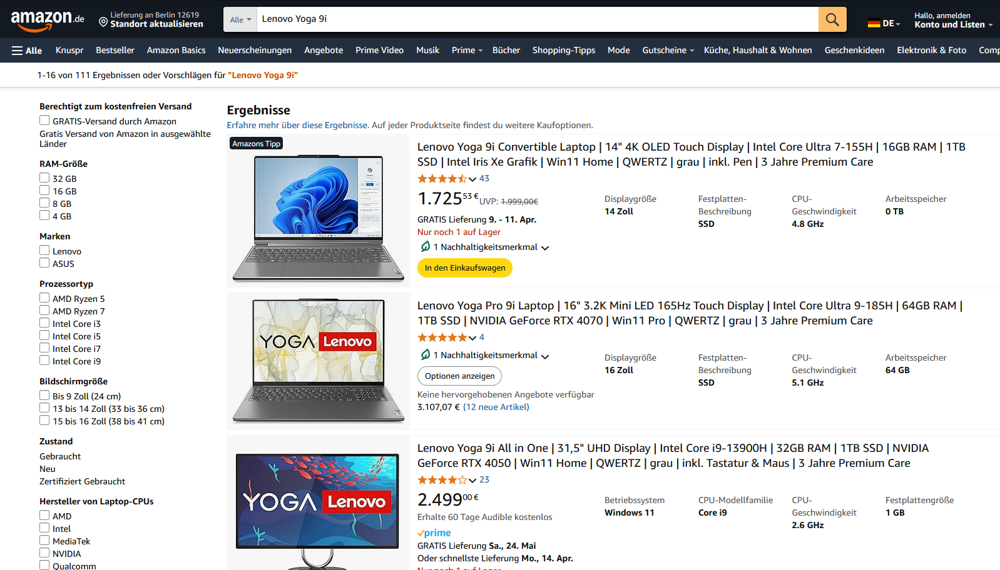 amazon.de
Lieferung an Berlin 12619
Standort aktualisieren
Alle
Lenovo Yoga 9i
DE
Hallo, anmelden
Konto und Listen
Alle
Knuspr
Bestseller
Amazon Basics
Neuerscheinungen
Angebote
Prime Video
Musik
Prime
Bücher
Shopping-Tipps
Mode
Gutscheine
Küche, Haushalt & Wohnen
Geschenkideen
Elektronik & Foto
Comp
1-16 von 111 Ergebnissen oder Vorschlägen für "Lenovo Yoga 9i"
Berechtigt zum kostenfreien Versand
GRATIS-Versand durch Amazon
Gratis Versand von Amazon in ausgewählte
Länder
RAM-Größe
32 GB
16 GB
8 GB
4 GB
Marken
Lenovo
ASUS
Prozessortyp
AMD Ryzen 5
AMD Ryzen 7
Intel Core i3
Intel Core i5
Intel Core i7
Intel Core i9
Bildschirmgröße
Bis 9 Zoll (24 cm)
13 bis 14 Zoll (33 bis 36 cm)
15 bis 16 Zoll (38 bis 41 cm)
Zustand
Gebraucht
Neu
Zertifiziert Gebraucht
Hersteller von Laptop-CPUs
AMD
Intel
MediaTek
NVIDIA
Qualcomm
Ergebnisse
Erfahre mehr über diese Ergebnisse. Auf jeder Produktseite findest du weitere Kaufoptionen.
Amazons Tipp
Lenovo Yoga 9i Convertible Laptop | 14" 4K OLED Touch Display | Intel Core Ultra 7-155H | 16GB RAM | 1TB
SSD | Intel Iris Xe Grafik | Win11 Home | QWERTZ | grau | inkl. Pen | 3 Jahre Premium Care
43
1.725 53 € UVP: 1.999,00€
GRATIS Lieferung 9. - 11. Apr.
Nur noch 1 auf Lager
1 Nachhaltigkeitsmerkmal
In den Einkaufswagen
Displaygröße
14 Zoll
Festplatten-
Beschreibung
SSD
CPU-
Geschwindigkeit
4.8 GHz
Arbeitsspeicher
0 TB
YOGA Lenovo
Lenovo Yoga Pro 9i Laptop | 16" 3.2K Mini LED 165Hz Touch Display | Intel Core Ultra 9-185H | 64GB RAM |
1TB SSD | NVIDIA GeForce RTX 4070 | Win11 Pro | QWERTZ | grau | 3 Jahre Premium Care
4
1 Nachhaltigkeitsmerkmal
Optionen anzeigen
Keine hervorgehobenen Angebote verfügbar
3.107,07 € (12 neue Artikel)
Displaygröße
16 Zoll
Festplatten-
Beschreibung
SSD
CPU-
Geschwindigkeit
5.1 GHz
Arbeitsspeicher
64 GB
YOGA Lenovo
Lenovo Yoga 9i All in One | 31,5" UHD Display | Intel Core i9-13900H | 32GB RAM | 1TB SSD | NVIDIA
GeForce RTX 4050 | Win11 Home | QWERTZ | grau | inkl. Tastatur & Maus | 3 Jahre Premium Care
23
2.499 00 €
Erhalte 60 Tage Audible kostenlos
prime
GRATIS Lieferung Sa., 24. Mai
Oder schnellste Lieferung Mo., 14. Apr.
Nur noch 1 auf Lager
Betriebssystem
Windows 11
CPU-Modellfamilie
Core i9
CPU-
Geschwindigkeit
2.6 GHz
Festplattengröße
1 GB